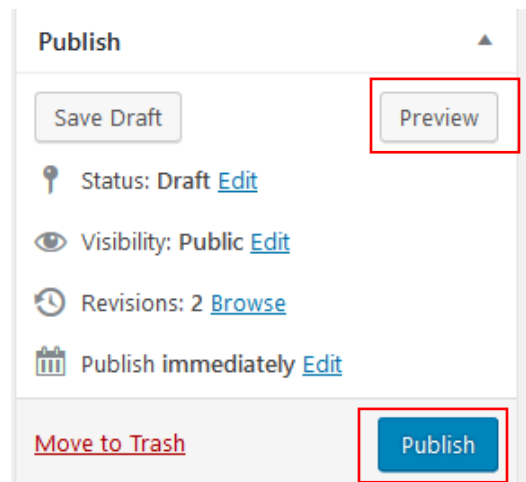 Publish
Save Draft Preview
Status: Draft Edit
Visibility: Public Edit
Revisions: 2 Browse
Publish immediately Edit
Move to Trash Publish